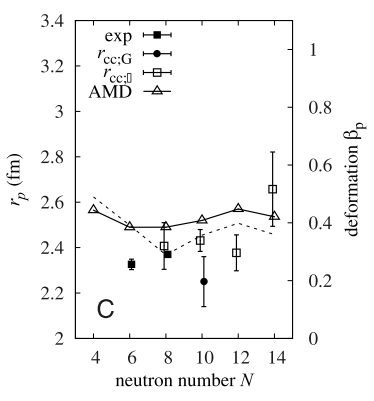 3.4
3.2
3
2.8
2.6
2.4
2.2
2
r_p (fm)
1
0.8
0.6
0.4
0.2
0
deformation β_p
exp
r_cc;G
r_cc;▯
AMD
C
4 6 8 10 12 14
neutron number N